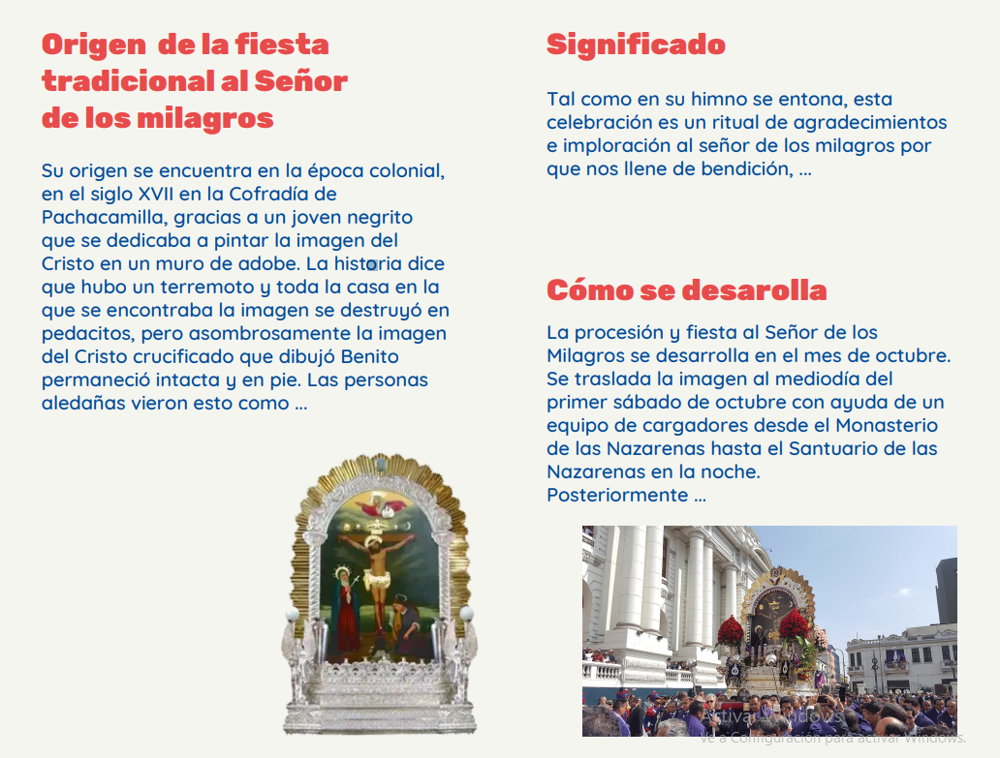 Origen de la fiesta
tradicional al Señor
de los milagros
Su origen se encuentra en la época colonial,
en el siglo XVII en la Cofradía de
Pachacamilla, gracias a un joven negrito
que se dedicaba a pintar la imagen del
Cristo en un muro de adobe. La historia dice
que hubo un terremoto y toda la casa en la
que se encontraba la imagen se destruyó en
pedacitos, pero asombrosamente la imagen
del Cristo crucificado que dibujó Benito
permaneció intacta y en pie. Las personas
aledañas vieron esto como ...
Significado
Tal como en su himno se entona, esta
celebración es un ritual de agradecimientos
e imploración al señor de los milagros por
que nos llene de bendición, ...
Cómo se desarolla
La procesión y fiesta al Señor de los
Milagros se desarrolla en el mes de octubre.
Se traslada la imagen al mediodía del
primer sábado de octubre con ayuda de un
equipo de cargadores desde el Monasterio
de las Nazarenas hasta el Santuario de las
Nazarenas en la noche.
Posteriormente ...
Activar Windows
Ve a Configuración para activar Windows.